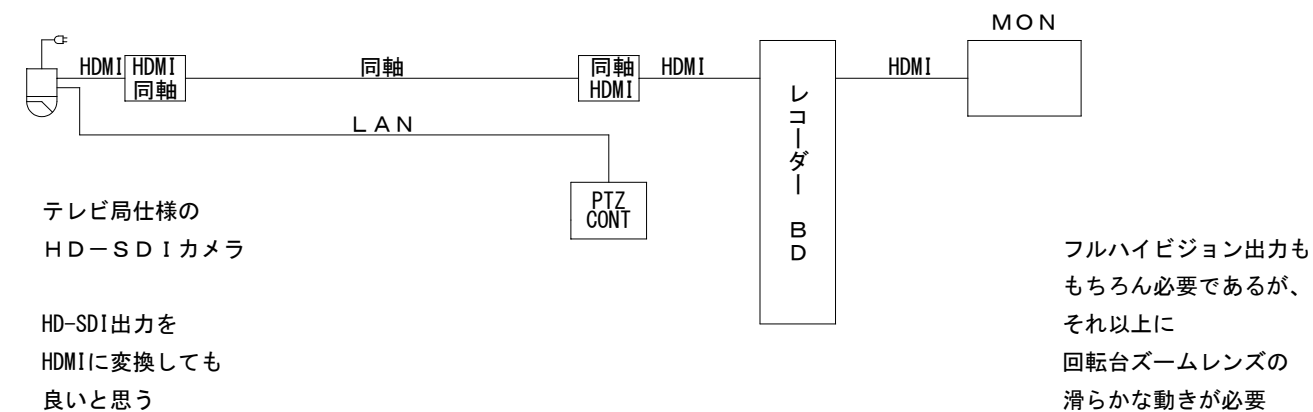 ＭＯＮ
HDMI
HDMI
同軸
同軸
同軸
HDMI
HDMI
HDMI
レコーダー ＢＤ
ＬＡＮ
PTZ
CONT
テレビ局仕様の
ＨＤ－ＳＤＩカメラ
HD-SDI出力を
HDMIに変換しても
良いと思う
フルハイビジョン出力も
もちろん必要であるが、
それ以上に
回転台ズームレンズの
滑らかな動きが必要